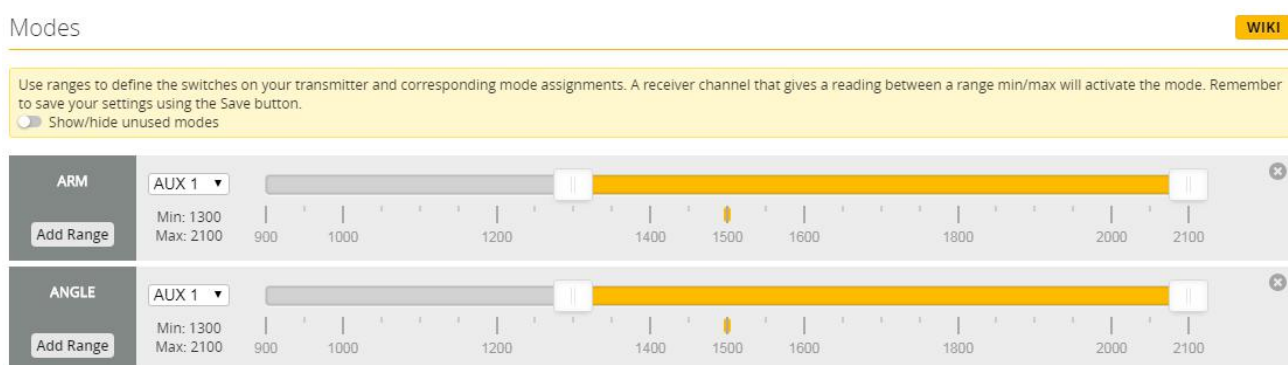 Modes
WIKI
Use ranges to define the switches on your transmitter and corresponding mode assignments. A receiver channel that gives a reading between a range min/max will activate the mode. Remember
to save your settings using the Save button.
Show/hide unused modes
ARM
AUX 1
Min: 1300
Max: 2100
Add Range
900 1000 1200 1400 1500 1600 1800 2000 2100
ANGLE
AUX 1
Min: 1300
Max: 2100
Add Range
900 1000 1200 1400 1500 1600 1800 2000 2100